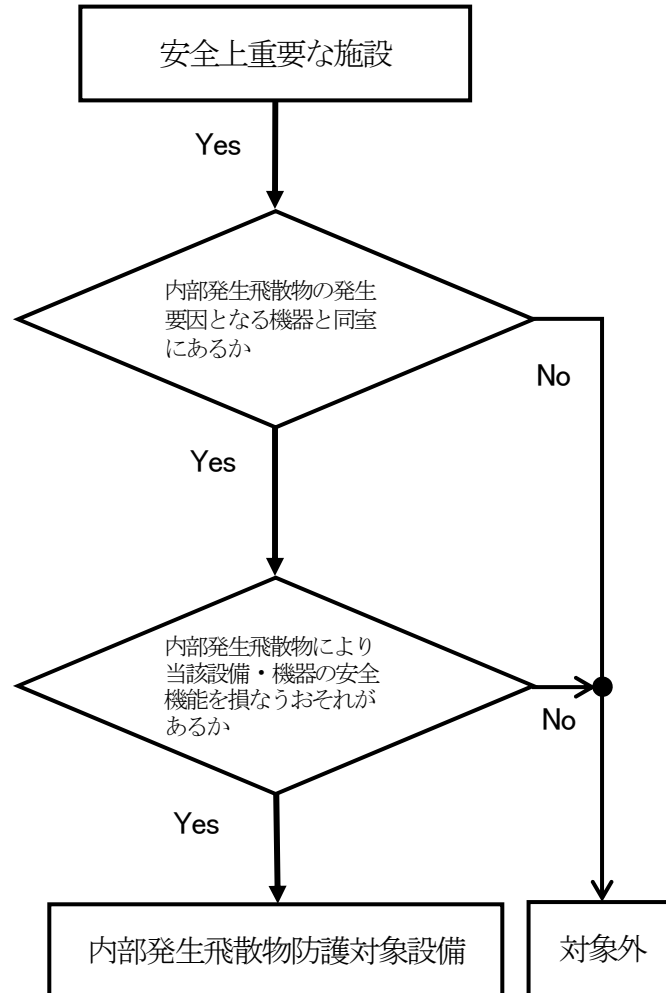 安全上重要な施設
Yes
内部発生飛散物の発生
要因となる機器と同室
にあるか
No
Yes
内部発生飛散物により
当該設備・機器の安全
機能を損なうおそれが
あるか
No
Yes
内部発生飛散物防護対象設備
対象外